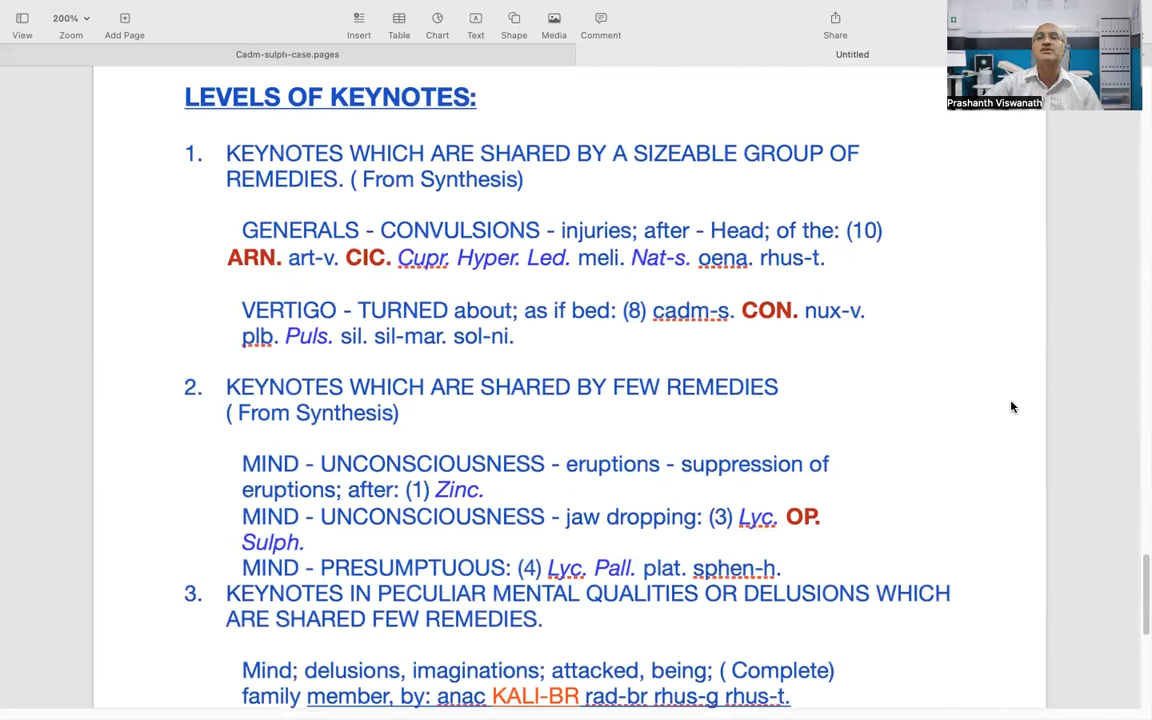 200%
View
Zoom
Add Page
Insert
Table
Chart
Text
Shape
Media
Comment
Share
Cadm-sulph-case.pages
Untitled
Prashanth Viswanath
LEVELS OF KEYNOTES:
1. KEYNOTES WHICH ARE SHARED BY A SIZEABLE GROUP OF
REMEDIES. ( From Synthesis)
GENERALS - CONVULSIONS - injuries; after - Head; of the: (10)
ARN. art-v. CIC. Cupr. Hyper. Led. meli. Nat-s. oena. rhus-t.
VERTIGO - TURNED about; as if bed: (8) cadm-s. CON. nux-v.
plb. Puls. sil. sil-mar. sol-ni.
2. KEYNOTES WHICH ARE SHARED BY FEW REMEDIES
( From Synthesis)
MIND - UNCONSCIOUSNESS - eruptions - suppression of
eruptions; after: (1) Zinc.
MIND - UNCONSCIOUSNESS - jaw dropping: (3) Lyc. OP.
Sulph.
MIND - PRESUMPTUOUS: (4) Lyc. Pall. plat. sphen-h.
3. KEYNOTES IN PECULIAR MENTAL QUALITIES OR DELUSIONS WHICH
ARE SHARED FEW REMEDIES.
Mind; delusions, imaginations; attacked, being; ( Complete)
family member, by: anac KALI-BR rad-br rhus-g rhus-t.